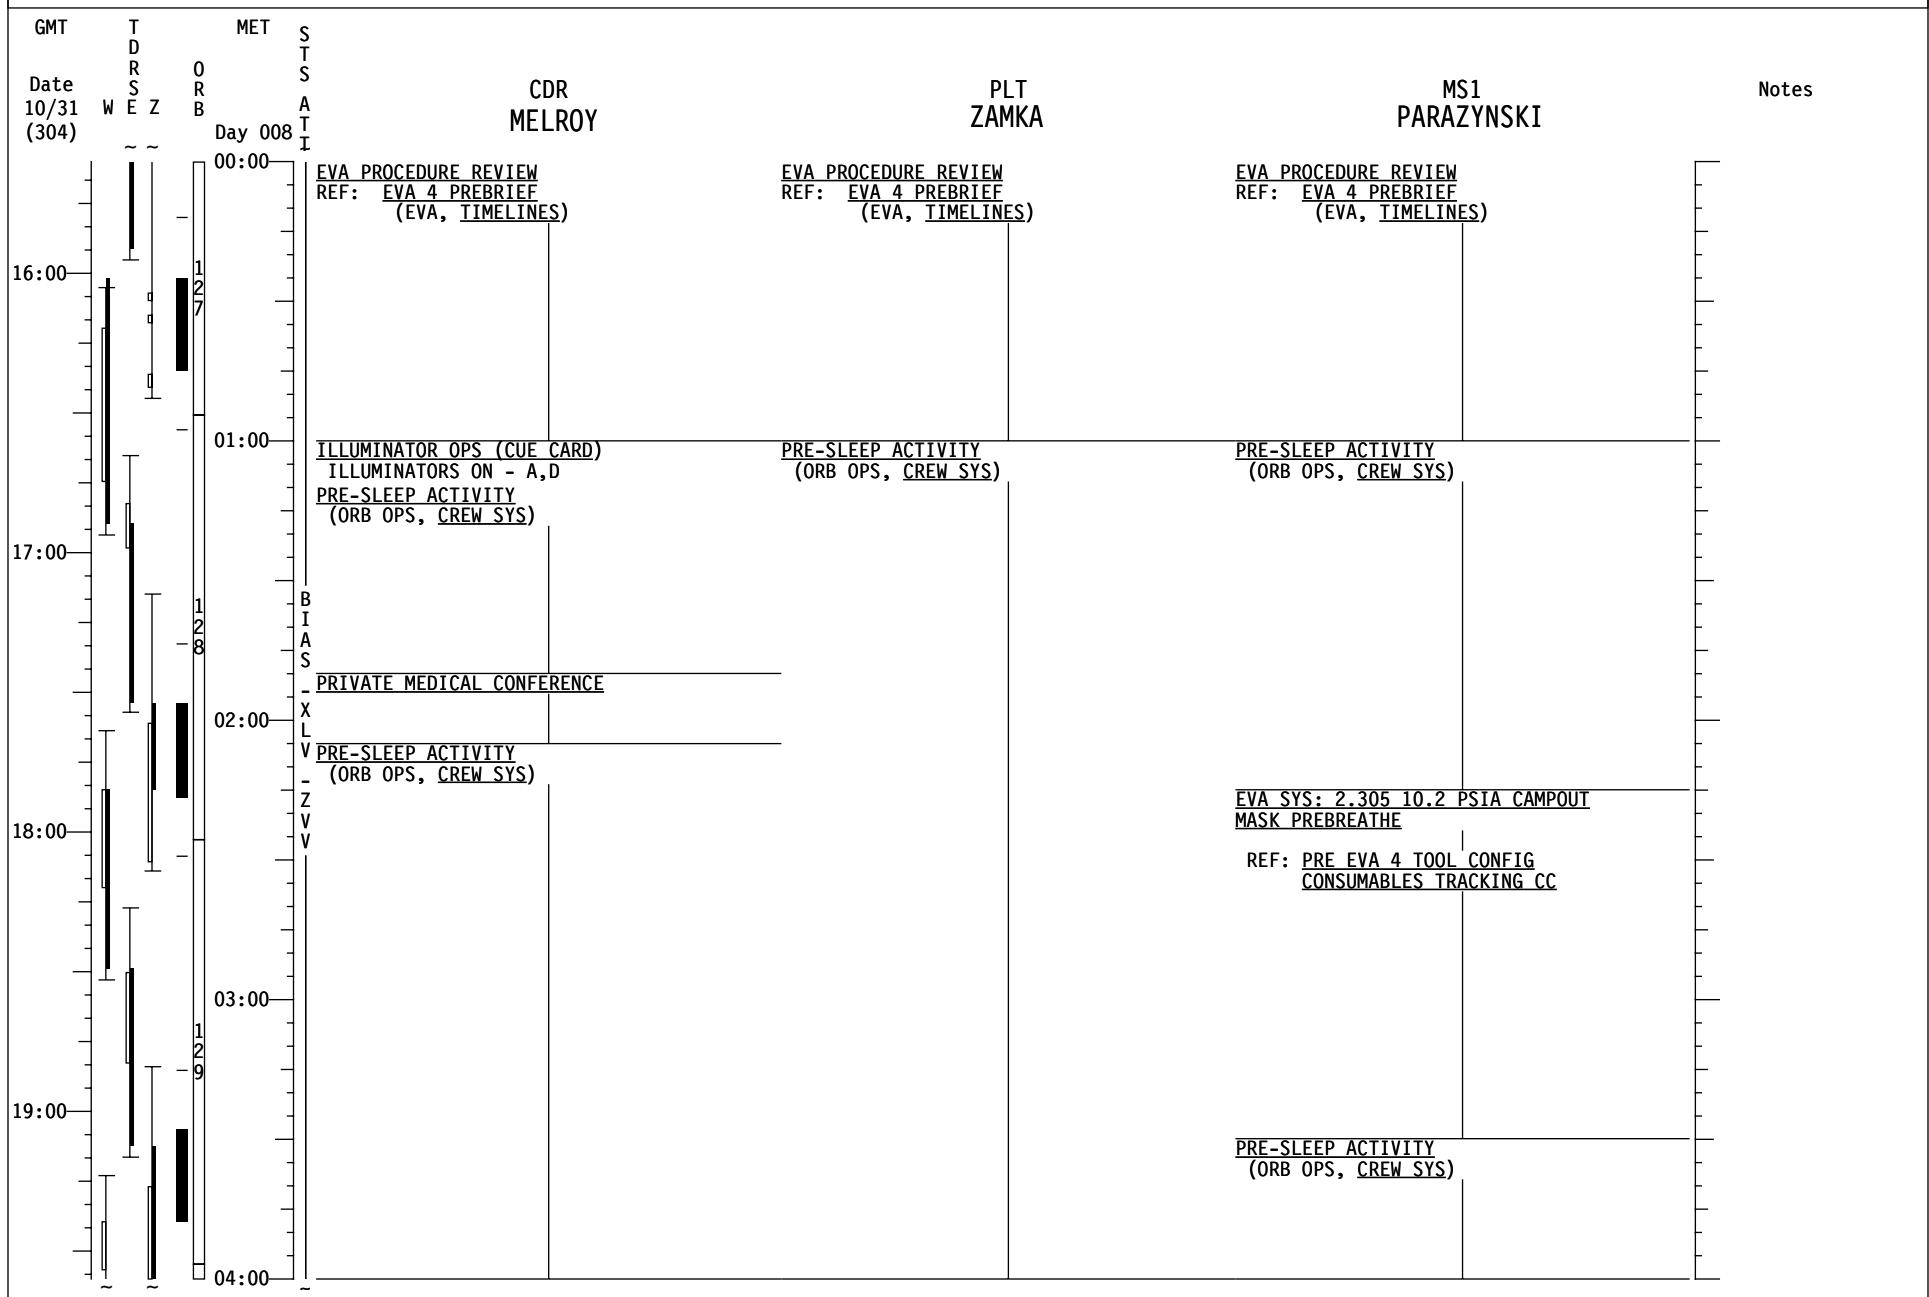 GMT
TDRS
MET
STS ATT
Date
10/31
(304)
W E Z
ORB
Day 008
CDR
MELROY
PLT
ZAMKA
MS1
PARAZYNSKI
Notes
~ ~
00:00
EVA PROCEDURE REVIEW
REF: EVA 4 PREBRIEF
(EVA, TIMELINES)
EVA PROCEDURE REVIEW
REF: EVA 4 PREBRIEF
(EVA, TIMELINES)
EVA PROCEDURE REVIEW
REF: EVA 4 PREBRIEF
(EVA, TIMELINES)
16:00
127
01:00
ILLUMINATOR OPS (CUE CARD)
ILLUMINATORS ON - A,D
PRE-SLEEP ACTIVITY
(ORB OPS, CREW SYS)
PRE-SLEEP ACTIVITY
(ORB OPS, CREW SYS)
PRE-SLEEP ACTIVITY
(ORB OPS, CREW SYS)
17:00
128
BIAS -XLV -ZVV
PRIVATE MEDICAL CONFERENCE
02:00
PRE-SLEEP ACTIVITY
(ORB OPS, CREW SYS)
EVA SYS: 2.305 10.2 PSIA CAMPOUT
MASK PREBREATHE
REF: PRE EVA 4 TOOL CONFIG
CONSUMABLES TRACKING CC
18:00
03:00
129
19:00
PRE-SLEEP ACTIVITY
(ORB OPS, CREW SYS)
04:00
~ ~ ~